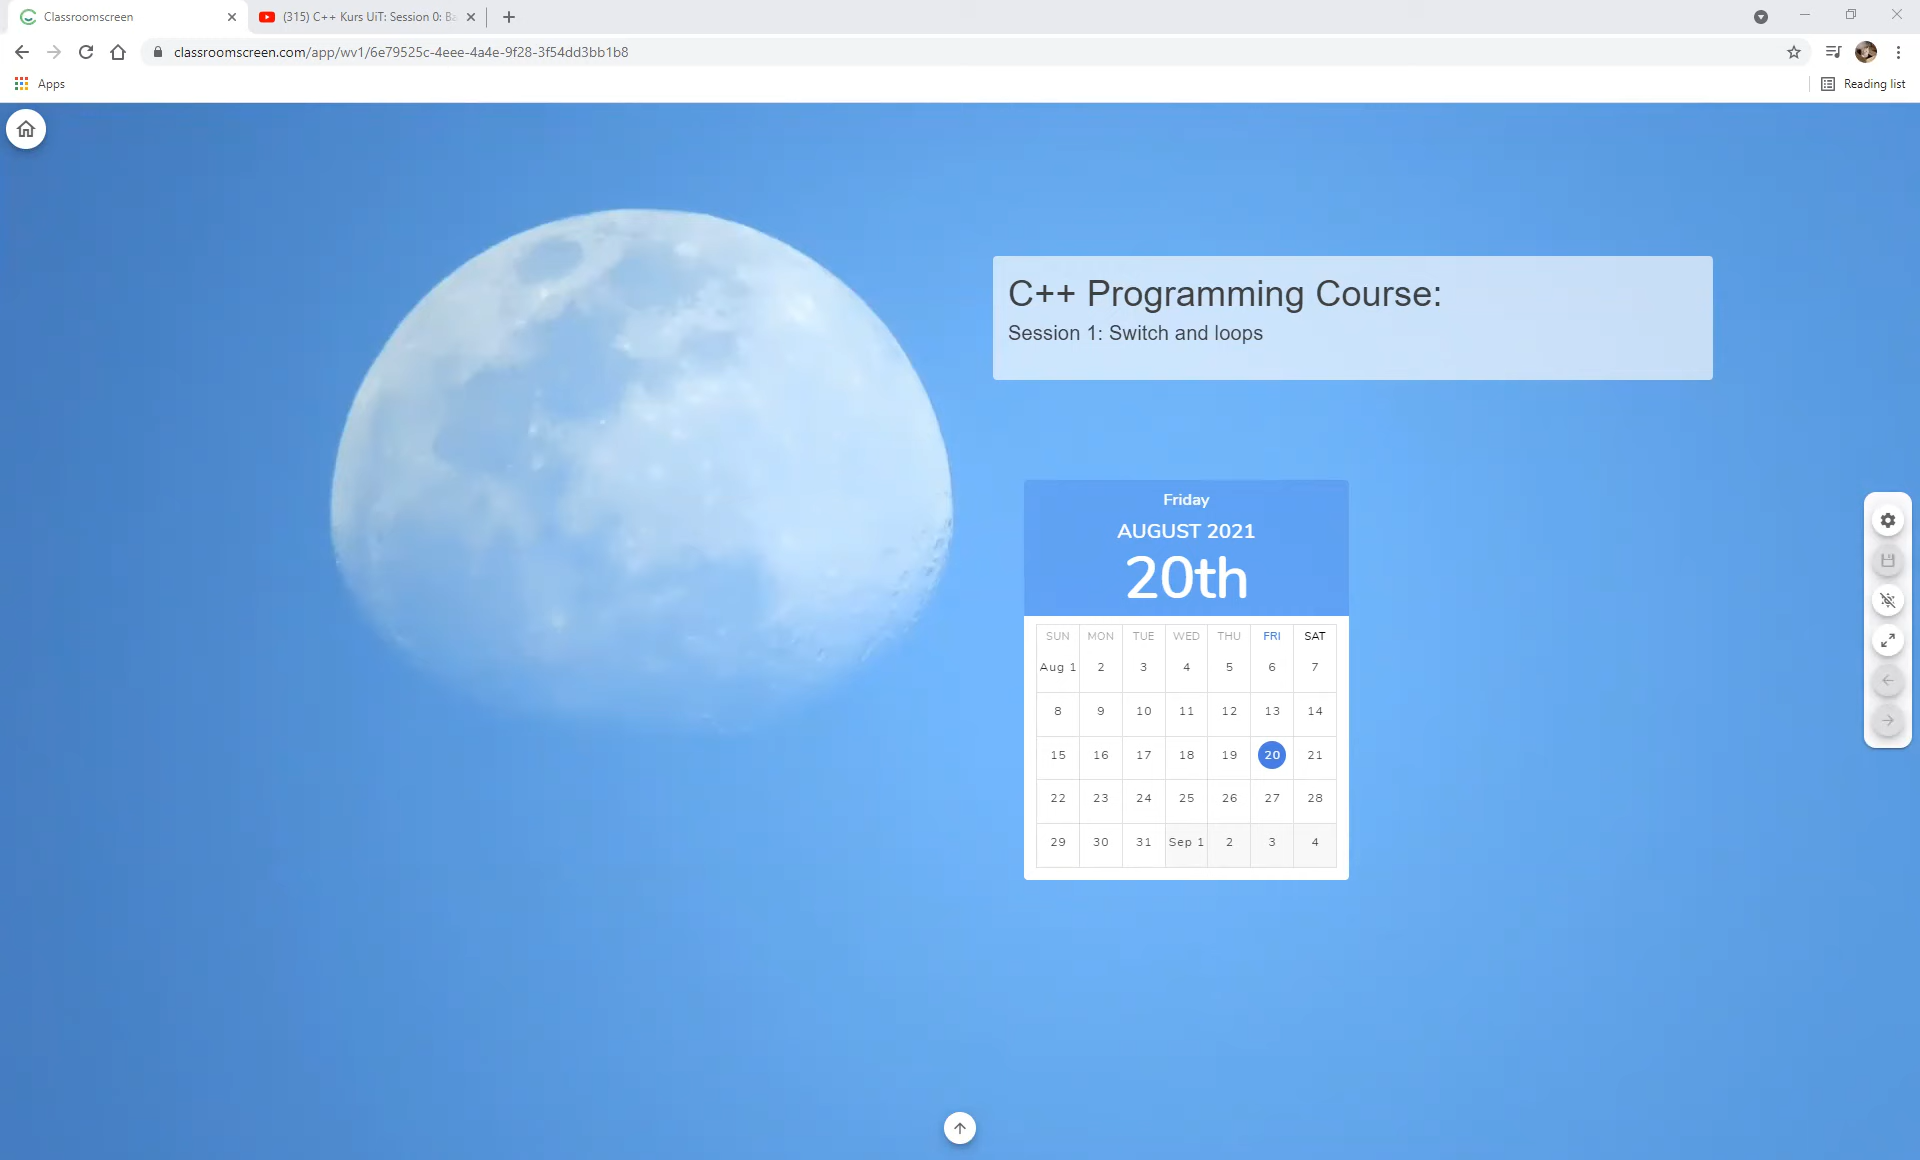 Classroomscreen
(315) C++ Kurs UiT: Session 0: Ba
classroomscreen.com/app/wv1/6e79525c-4eee-4a4e-9f28-3f54dd3bb1b8
Apps
Reading list
C++ Programming Course:
Session 1: Switch and loops
Friday
AUGUST 2021
20th
SUN MON TUE WED THU FRI SAT
Aug 1 2 3 4 5 6 7
8 9 10 11 12 13 14
15 16 17 18 19 20 21
22 23 24 25 26 27 28
29 30 31 Sep 1 2 3 4